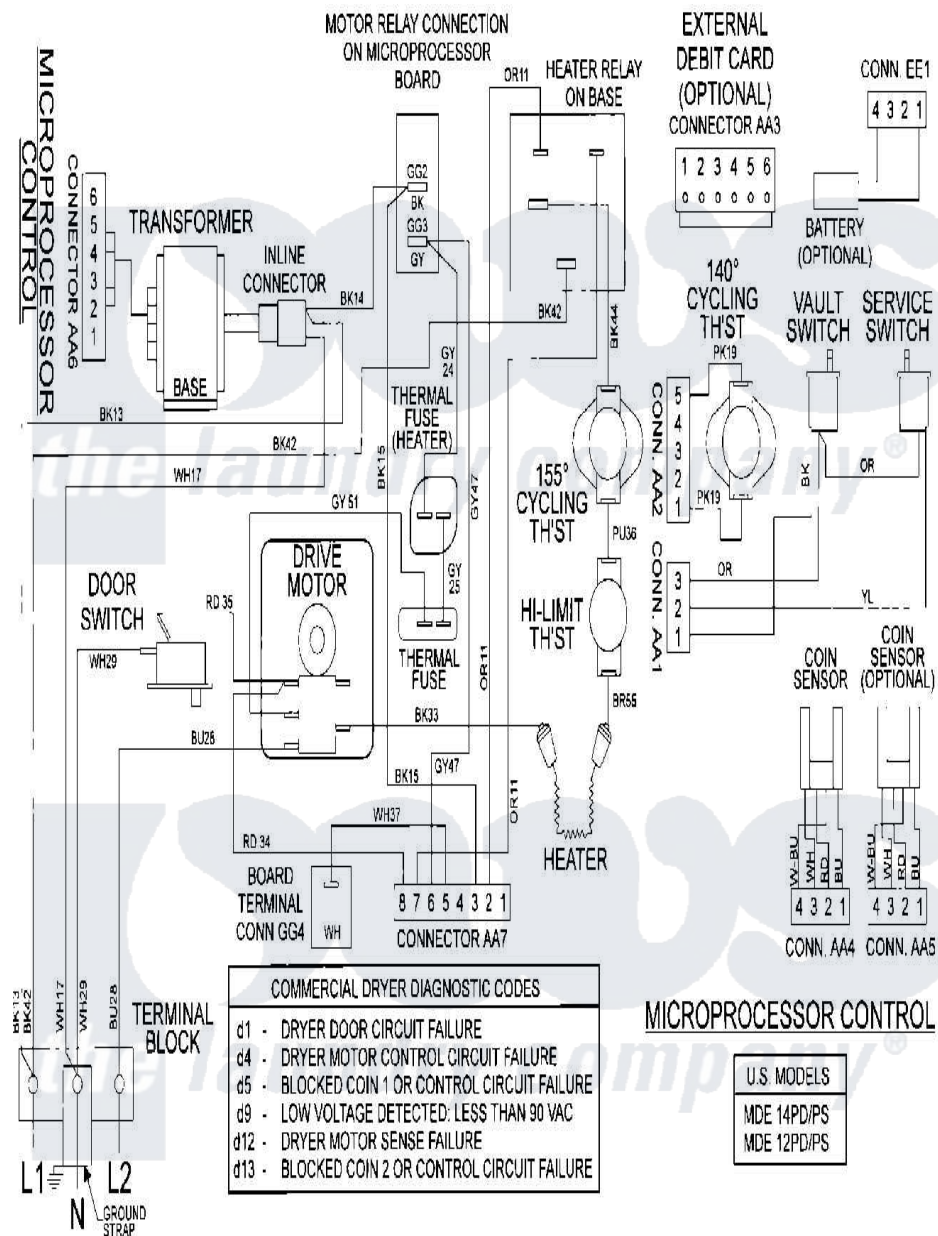 MICROPROCESSOR
CONTROL
CONNECTOR AA6
6
5
4
3
2
1
TRANSFORMER
BASE
INLINE
CONNECTOR
MOTOR RELAY CONNECTION
ON MICROPROCESSOR
BOARD
GG2
BK
GG3
GY
OR11
HEATER RELAY
ON BASE
EXTERNAL
DEBIT CARD
(OPTIONAL)
CONNECTOR AA3
1 2 3 4 5 6
CONN. EE1
4 3 2 1
BATTERY
(OPTIONAL)
BK14
BK42
BK44
140°
CYCLING
TH'ST
PK19
VAULT
SWITCH
SERVICE
SWITCH
BK13
BK42
WH17
GY
24
THERMAL
FUSE
(HEATER)
BK15
GY47
155°
CYCLING
TH'ST
CONN. AA2
5
4
3
2
1
PK19
BK
OR
GY 51
GY
25
THERMAL
FUSE
DRIVE
MOTOR
DOOR
SWITCH
WH29
RD 35
BU28
BK33
PU36
HI-LIMIT
TH'ST
CONN. AA1
3
2
1
OR
YL
BR55
OR11
BK15
GY47
OR11
HEATER
WH37
RD 34
BOARD
TERMINAL
CONN GG4
WH
8 7 6 5 4 3 2 1
CONNECTOR AA7
COIN
SENSOR
COIN
SENSOR
(OPTIONAL)
W-BU
WH
RD
BU
4 3 2 1
CONN. AA4
W-BU
WH
RD
BU
4 3 2 1
CONN. AA5
BK13
BK42
WH17
WH29
BU28
TERMINAL
BLOCK
L1
N
L2
GROUND
STRAP
COMMERCIAL DRYER DIAGNOSTIC CODES
d1 - DRYER DOOR CIRCUIT FAILURE
d4 - DRYER MOTOR CONTROL CIRCUIT FAILURE
d5 - BLOCKED COIN 1 OR CONTROL CIRCUIT FAILURE
d9 - LOW VOLTAGE DETECTED: LESS THAN 90 VAC
d12 - DRYER MOTOR SENSE FAILURE
d13 - BLOCKED COIN 2 OR CONTROL CIRCUIT FAILURE
MICROPROCESSOR CONTROL
U.S. MODELS
MDE 14PD/PS
MDE 12PD/PS
the laundry company®
the laundry company®